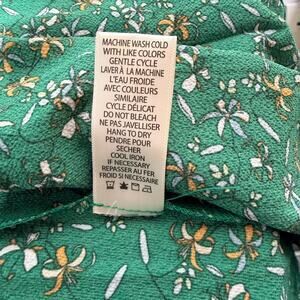 MACHINE WASH COLD
WITH LIKE COLORS
GENTLE CYCLE
LAVER À LA MACHINE
L'EAU FROIDE
AVEC COULEURS
SIMILAIRE
CYCLE DÉLICAT
DO NOT BLEACH
NE PAS JAVELLISER
HANG TO DRY
PENDRE POUR
SECHER
COOL IRON
IF NECESSARY
REPASSER AU FER
FROID SI NECESSAIRE